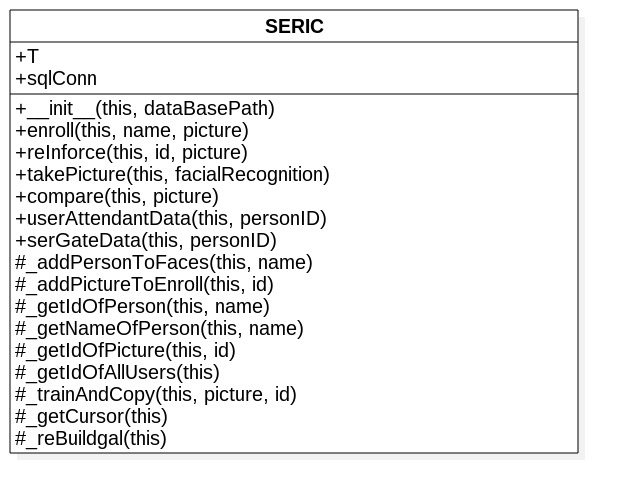 SERIC
+T
+sqlConn
+__init__(this, dataBasePath)
+enroll(this, name, picture)
+reInforce(this, id, picture)
+takePicture(this, facialRecognition)
+compare(this, picture)
+userAttendantData(this, personID)
+serGateData(this, personID)
#_addPersonToFaces(this, name)
#_addPictureToEnroll(this, id)
#_getIdOfPerson(this, name)
#_getNameOfPerson(this, name)
#_getIdOfPicture(this, id)
#_getIdOfAllUsers(this)
#_trainAndCopy(this, picture, id)
#_getCursor(this)
#_reBuildgal(this)